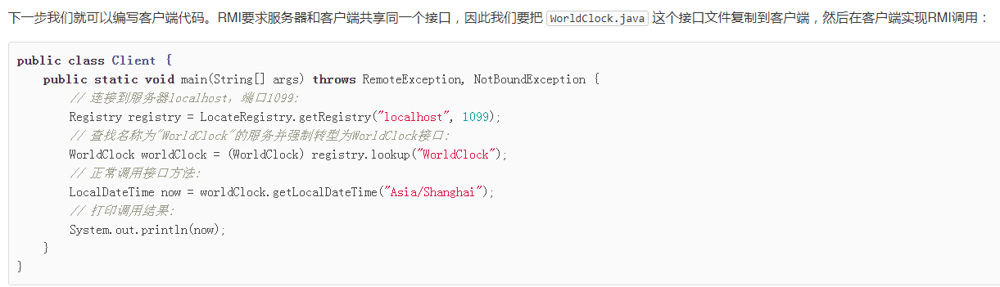 下一步我们就可以编写客户端代码。RMI要求服务器和客户端共享同一个接口，因此我们要把 WorldClock.java 这个接口文件复制到客户端，然后在客户端实现RMI调用：
public class Client {
    public static void main(String[] args) throws RemoteException, NotBoundException {
        // 连接到服务器localhost，端口1099:
        Registry registry = LocateRegistry.getRegistry("localhost", 1099);
        // 查找名称为"WorldClock"的服务并强制转型为WorldClock接口:
        WorldClock worldClock = (WorldClock) registry.lookup("WorldClock");
        // 正常调用接口方法:
        LocalDateTime now = worldClock.getLocalDateTime("Asia/Shanghai");
        // 打印调用结果:
        System.out.println(now);
    }
}